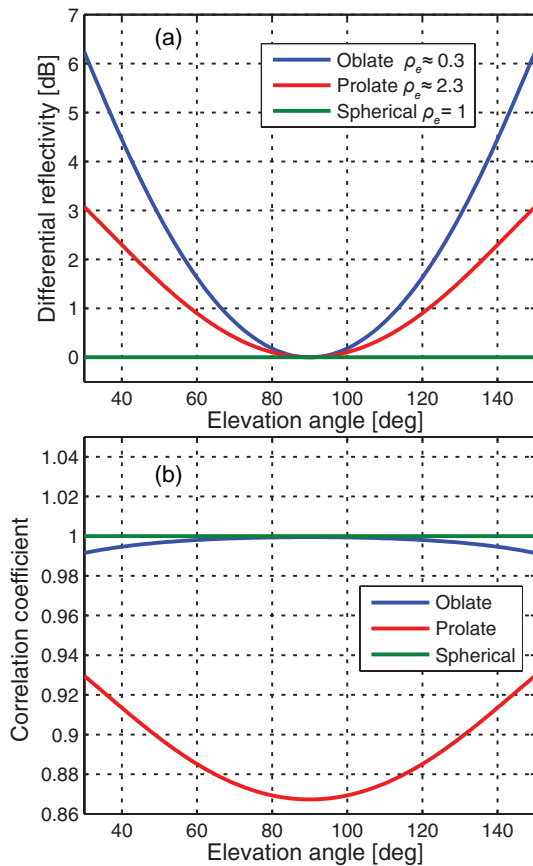 (a)
Differential reflectivity [dB]
7
6
5
4
3
2
1
0
Oblate ρe≈ 0.3
Prolate ρe≈ 2.3
Spherical ρe= 1
40 60 80 100 120 140
Elevation angle [deg]
(b)
Correlation coefficient
1.04
1.02
1
0.98
0.96
0.94
0.92
0.9
0.88
0.86
Oblate
Prolate
Spherical
40 60 80 100 120 140
Elevation angle [deg]